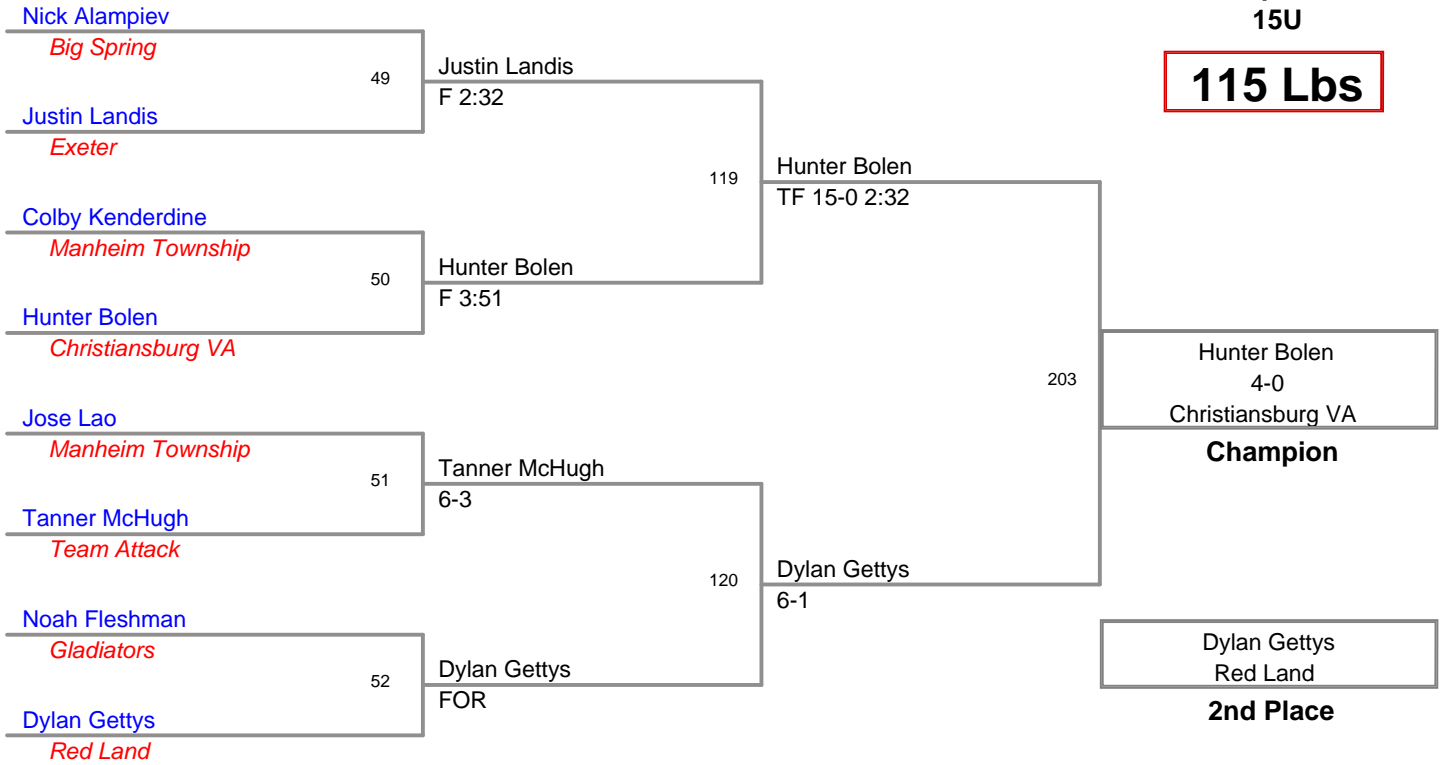 15U
115 Lbs
Nick Alampiev
Big Spring
49
Justin Landis
F 2:32
Justin Landis
Exeter
119
Hunter Bolen
TF 15-0 2:32
Colby Kenderdine
Manheim Township
50
Hunter Bolen
F 3:51
Hunter Bolen
Christiansburg VA
203
Hunter Bolen
4-0
Christiansburg VA
Champion
Jose Lao
Manheim Township
51
Tanner McHugh
6-3
Tanner McHugh
Team Attack
120
Dylan Gettys
6-1
Noah Fleshman
Gladiators
52
Dylan Gettys
FOR
Dylan Gettys
Red Land
Dylan Gettys
Red Land
2nd Place